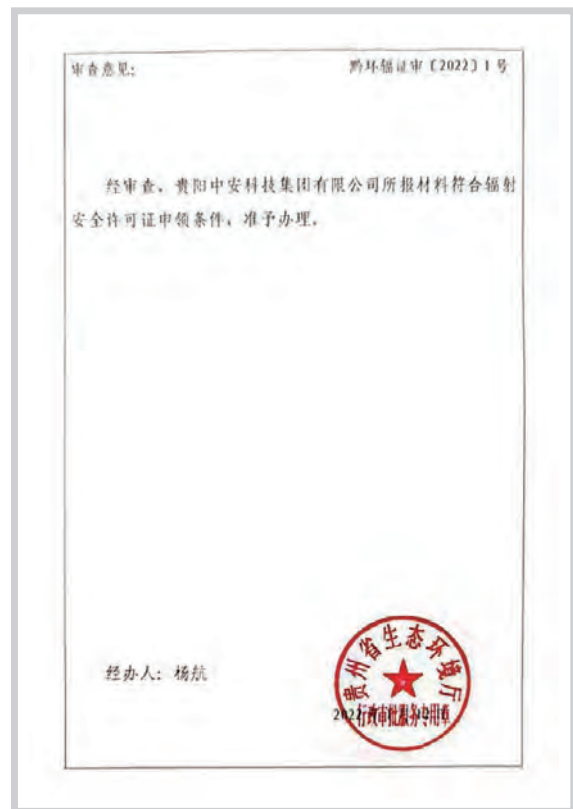 审查意见: 黔环辐证审〔2022〕1号
经审查，贵阳中安科技集团有限公司所报材料符合辐射
安全许可证申领条件，准予办理。
贵州省生态环境厅
经办人：杨航
行政审批服务专用章